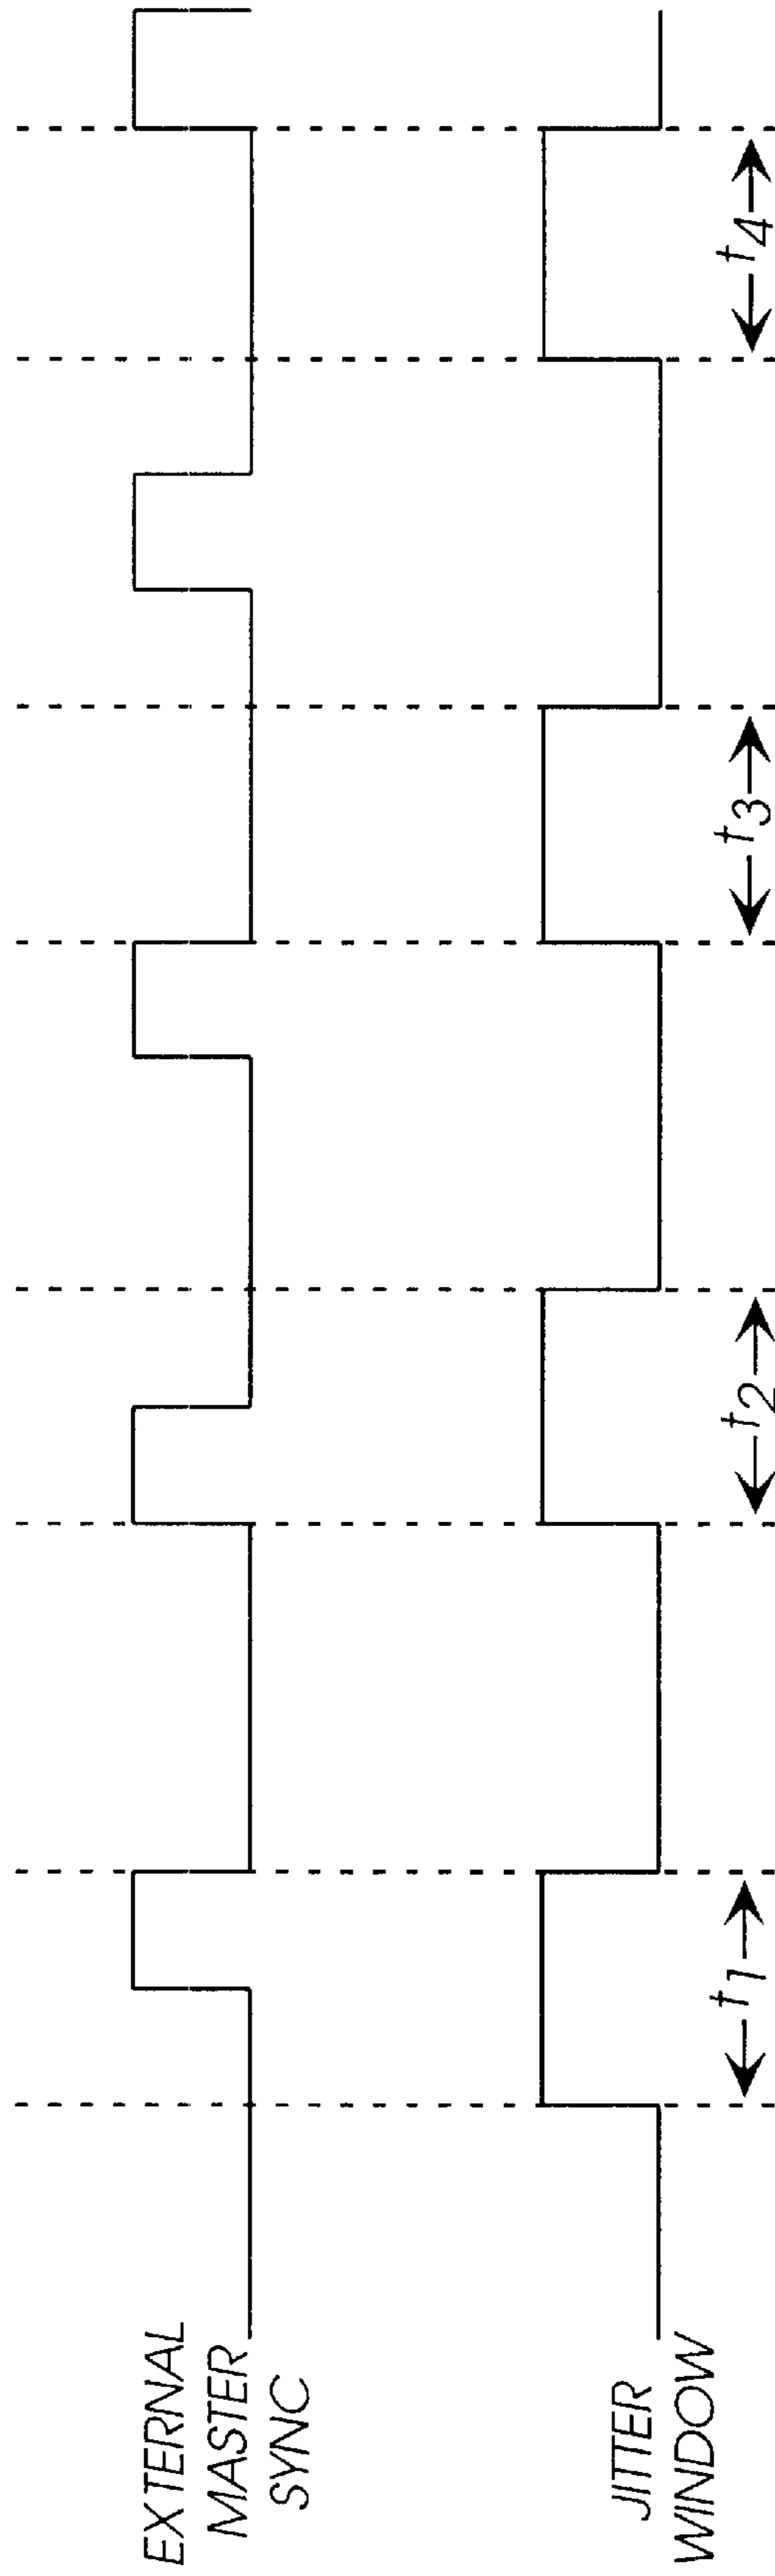 EXTERNAL
MASTER
SYNC
JITTER
WINDOW
t1
t2
t3
t4